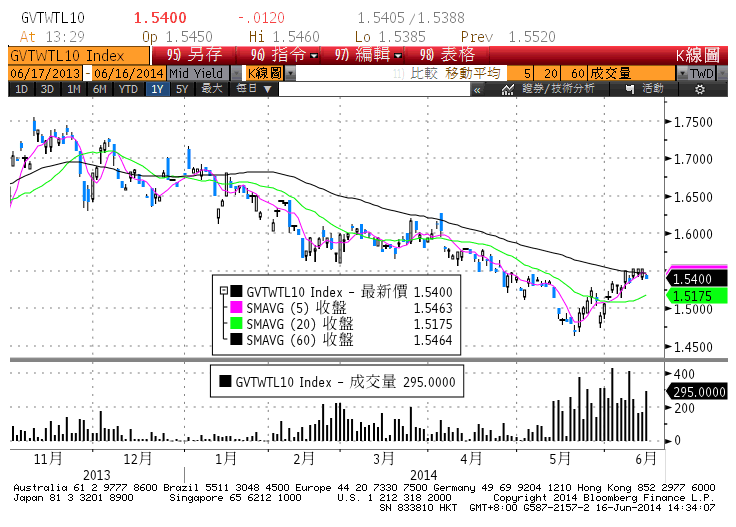 GVTWTL10 1.5400 -.0120 1.5405 /1.5388
At 13:29 Op 1.5450 Hi 1.5460 Lo 1.5385 Prev 1.5520
GVTWTL10 Index 95) 另存 96) 指令 97) 編輯 98) 表格 K線圖
06/17/2013 - 06/16/2014 Mid Yield K線圖 11) 比較 移動平均 5 20 60 成交量 TWD
1D 3D 1M 6M YTD 1Y 5Y 最大 每日 ▼ « 證券/技術分析 活動
1.7500
1.7000
1.6500
1.6000
GVTWTL10 Index - 最新價 1.5400
SMAVG (5) 收盤 1.5463
SMAVG (20) 收盤 1.5175
SMAVG (60) 收盤 1.5464
1.5400
1.5175
1.5000
1.4500
GVTWTL10 Index - 成交量 295.0000
400
295.0000
200
0
11月 12月 1月 2月 3月 4月 5月 6月
2013 2014
Australia 61 2 9777 8600 Brazil 5511 3048 4500 Europe 44 20 7330 7500 Germany 49 69 9204 1210 Hong Kong 852 2977 6000
Japan 81 3 3201 8900 Singapore 65 6212 1000 U.S. 1 212 318 2000 Copyright 2014 Bloomberg Finance L.P.
SN 833810 HKT GMT+8:00 G587-2157-2 16-Jun-2014 14:34:07